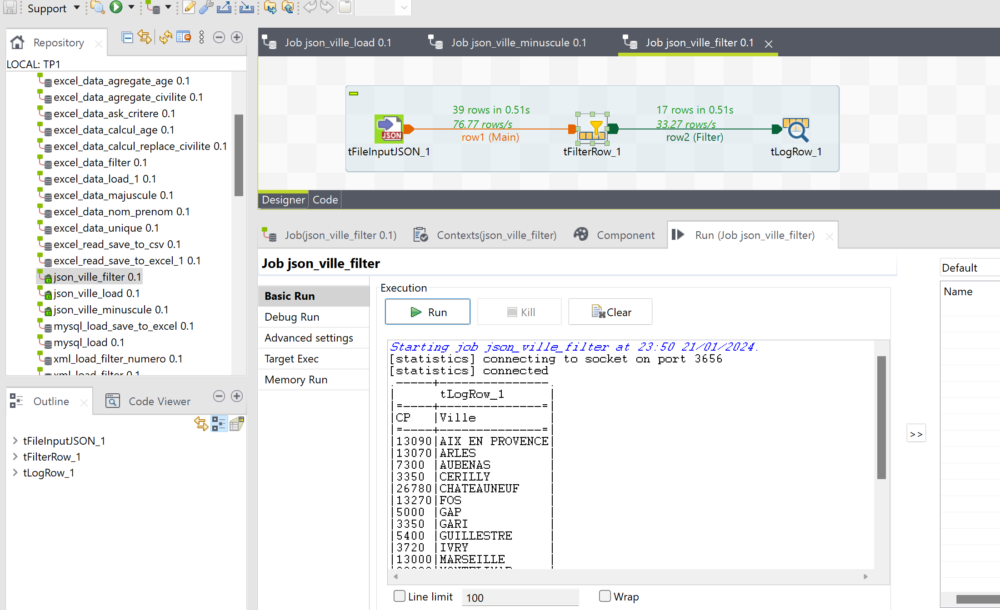 Support
Repository
LOCAL: TP1
excel_data_agregate_age 0.1
excel_data_agregate_civilite 0.1
excel_data_ask_critere 0.1
excel_data_calcul_age 0.1
excel_data_calcul_replace_civilite 0.1
excel_data_filter 0.1
excel_data_load_1 0.1
excel_data_majuscule 0.1
excel_data_nom_prenom 0.1
excel_data_unique 0.1
excel_read_save_to_csv 0.1
excel_read_save_to_excel_1 0.1
json_ville_filter 0.1
json_ville_load 0.1
json_ville_minuscule 0.1
mysql_load_save_to_excel 0.1
mysql_load 0.1
xml_load_filter_numero 0.1
xml_load_filter 0.1
Outline
Code Viewer
tFileInputJSON_1
tFilterRow_1
tLogRow_1
Job json_ville_load 0.1
Job json_ville_minuscule 0.1
Job json_ville_filter 0.1
39 rows in 0.51s
76.77 rows/s
row1 (Main)
17 rows in 0.51s
33.27 rows/s
row2 (Filter)
JSON
tFileInputJSON_1
tFilterRow_1
tLogRow_1
Designer
Code
Job(json_ville_filter 0.1)
Contexts(json_ville_filter)
Component
Run (Job json_ville_filter)
Job json_ville_filter
Basic Run
Debug Run
Advanced settings
Target Exec
Memory Run
Execution
Run
Kill
Clear
Starting job json_ville_filter at 23:50 21/01/2024.
[statistics] connecting to socket on port 3656
[statistics] connected
.-----+---------------.
|      tLogRow_1      |
|=----+--------------=|
|CP   |Ville          |
|=----+--------------=|
|13090|AIX EN PROVENCE|
|13070|ARLES          |
|7300 |AUBENAS        |
|3350 |CERILLY        |
|26780|CHATEAUNEUF    |
|13270|FOS            |
|5000 |GAP            |
|3350 |GARI           |
|5400 |GUILLESTRE     |
|3720 |IVRY           |
|13000|MARSEILLE      |
Line limit
100
Wrap
>>
Default
Name